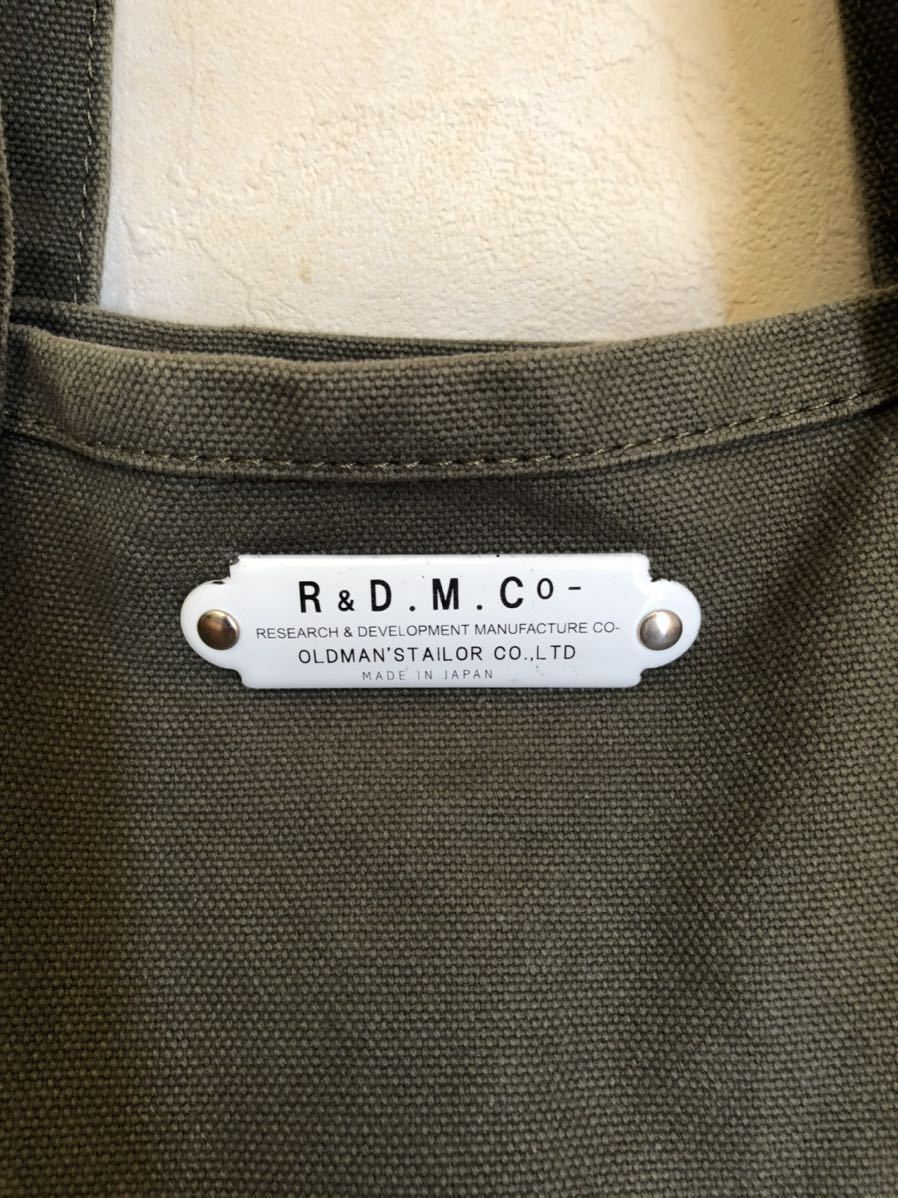 R & D . M . Co -
RESEARCH & DEVELOPMENT MANUFACTURE CO-
OLDMAN'STAILOR CO.,LTD
MADE IN JAPAN